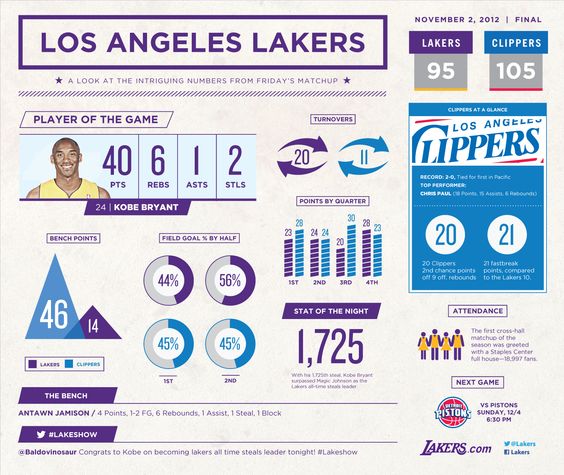 LOS ANGELES LAKERS
★ A LOOK AT THE INTRIGUING NUMBERS FROM FRIDAY'S MATCHUP ★
NOVEMBER 2, 2012 | FINAL
LAKERS
95
CLIPPERS
105
PLAYER OF THE GAME
40
PTS
6
REBS
1
ASTS
2
STLS
24 | KOBE BRYANT
TURNOVERS
20
11
CLIPPERS AT A GLANCE
LOS ANGELES
CLIPPERS
RECORD: 2-0, Tied for first in Pacific
TOP PERFORMER:
CHRIS PAUL (18 Points, 15 Assists, 6 Rebounds)
20
20 Clippers
2nd chance points
off 9 off. rebounds
21
21 fastbreak
points, compared
to the Lakers 10.
BENCH POINTS
46
14
LAKERS
CLIPPERS
FIELD GOAL % BY HALF
44%
56%
45%
45%
1ST
2ND
POINTS BY QUARTER
23
28
24
24
20
30
28
23
1ST
2ND
3RD
4TH
STAT OF THE NIGHT
1,725
With his 1,725th steal, Kobe Bryant
surpassed Magic Johnson as the
Lakers all-time steals leader
ATTENDANCE
The first cross-hall
matchup of the
season was greeted
with a Staples Center
full house—18,997 fans.
NEXT GAME
DETROIT
PISTONS
VS PISTONS
SUNDAY, 12/4
6:30 PM
THE BENCH
ANTAWN JAMISON / 4 Points, 1-2 FG, 6 Rebounds, 1 Assist, 1 Steal, 1 Block
#LAKESHOW
@Baldovinosaur Congrats to Kobe on becoming lakers all time steals leader tonight! #Lakeshow
LAKERS.com
@Lakers
Lakers